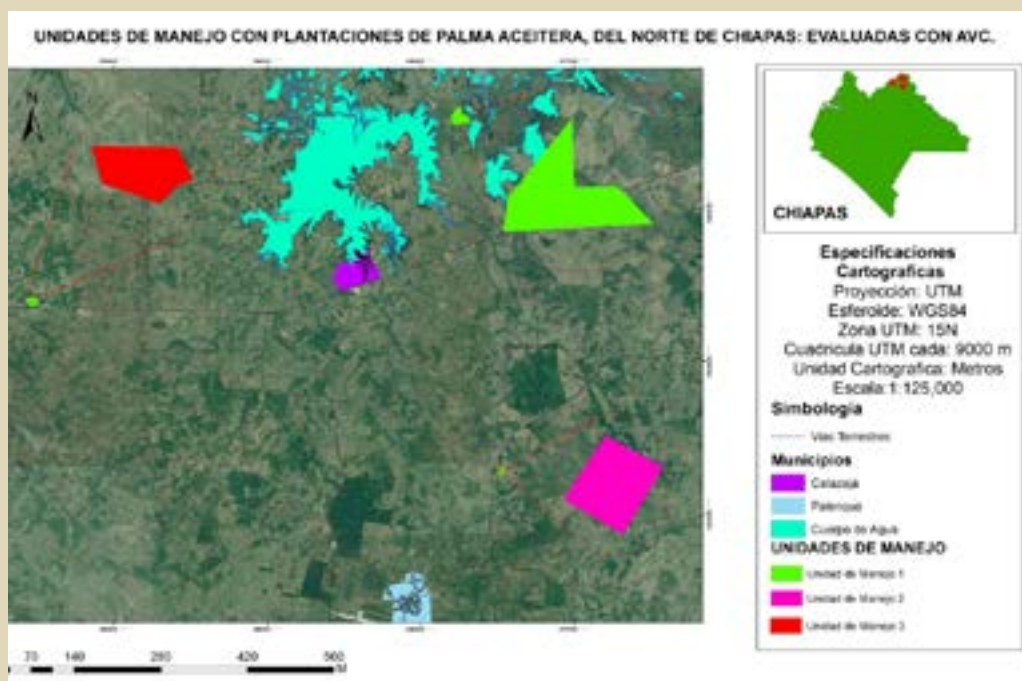 UNIDADES DE MANEJO CON PLANTACIONES DE PALMA ACEITERA, DEL NORTE DE CHIAPAS: EVALUADAS CON AVC.
N
CHIAPAS
Especificaciones
Cartograficas
Proyección: UTM
Esferoide: WGS84
Zona UTM: 15N
Cuadricula UTM cada: 9000 m
Unidad Cartografica: Metros
Escala:1:125,000
Simbología
Vias Terrestres
Municipios
Catazajá
Palenque
Cuerpo de Agua
UNIDADES DE MANEJO
Unidad de Manejo 1
Unidad de Manejo 2
Unidad de Manejo 3
70 140 280 420 560
M